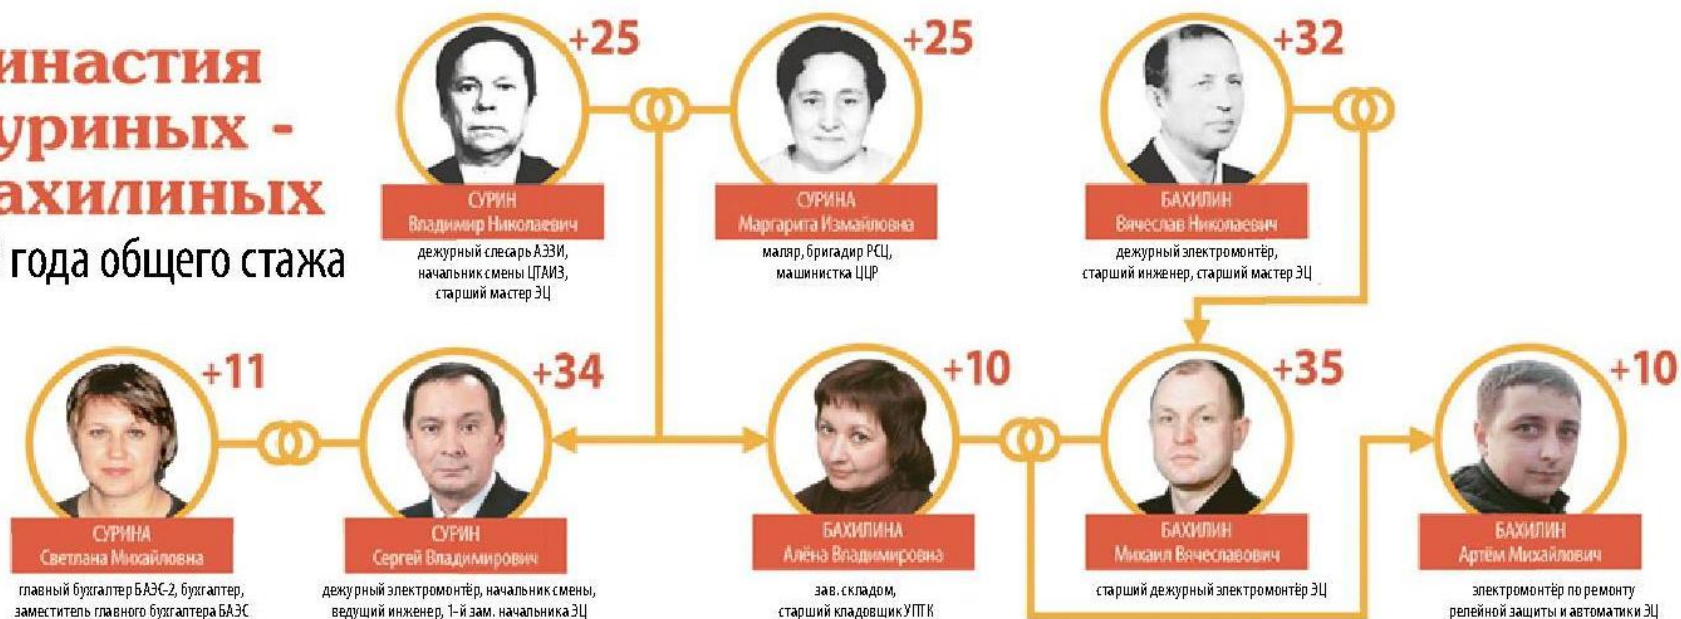 инастия
уриных -
ахилиных
года общего стажа
+25
СУРИН
Владимир Николаевич
дежурный слесарь АЭЗИ,
начальник смены ЦТАИЗ,
старший мастер ЭЦ
+25
СУРИНА
Маргарита Измайловна
маляр, бригадир РСЦ,
машинистка ЦЦР
+32
БАХИЛИН
Вячеслав Николаевич
дежурный электромонтёр,
старший инженер, старший мастер ЭЦ
+11
СУРИНА
Светлана Михайловна
главный бухгалтер БАЭС-2, бухгалтер,
заместитель главного бухгалтера БАЭС
+34
СУРИН
Сергей Владимирович
дежурный электромонтёр, начальник смены,
ведущий инженер, 1-й зам. начальника ЭЦ
+10
БАХИЛИНА
Алёна Владимировна
зав. складом,
старший кладовщик УПТК
+35
БАХИЛИН
Михаил Вячеславович
старший дежурный электромонтёр ЭЦ
+10
БАХИЛИН
Артём Михайлович
электромонтёр по ремонту
релейной защиты и автоматики ЭЦ